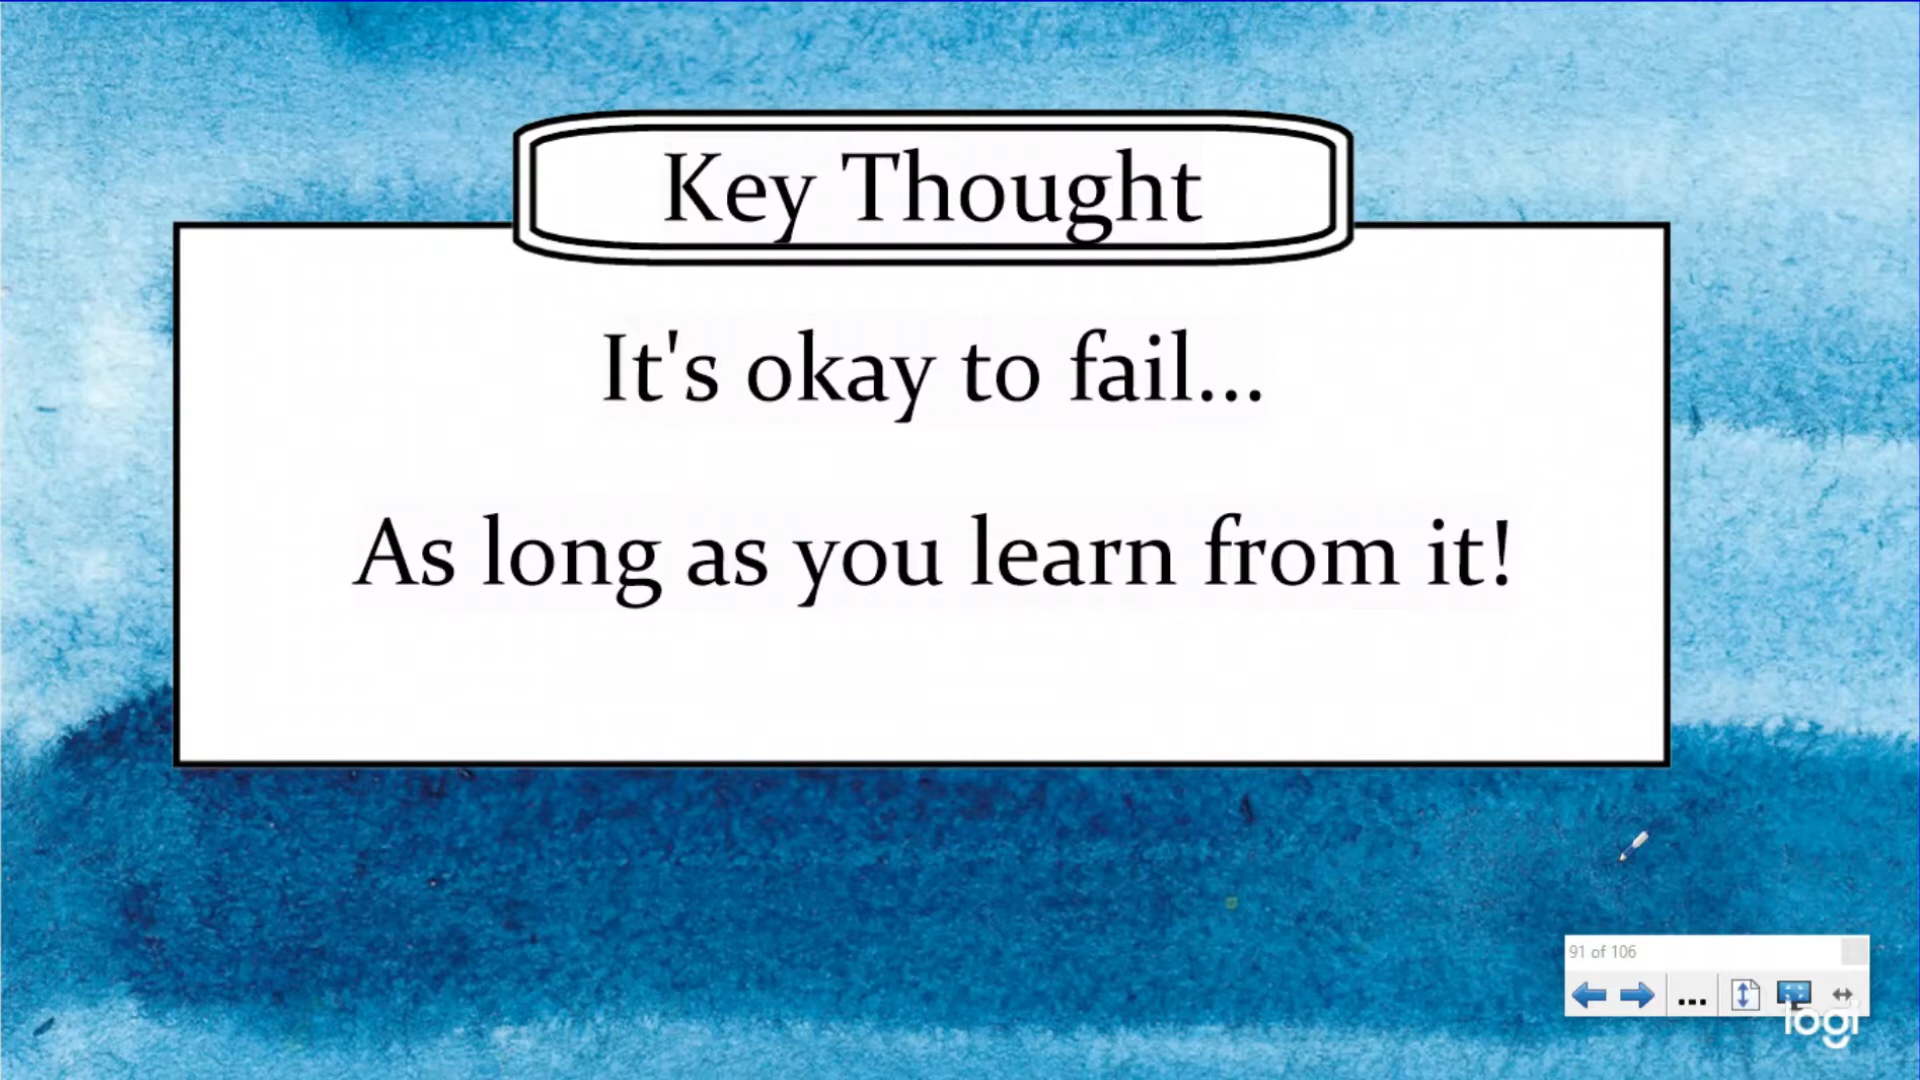 Key Thought
It's okay to fail...
As long as you learn from it!
91 of 106
...
logi